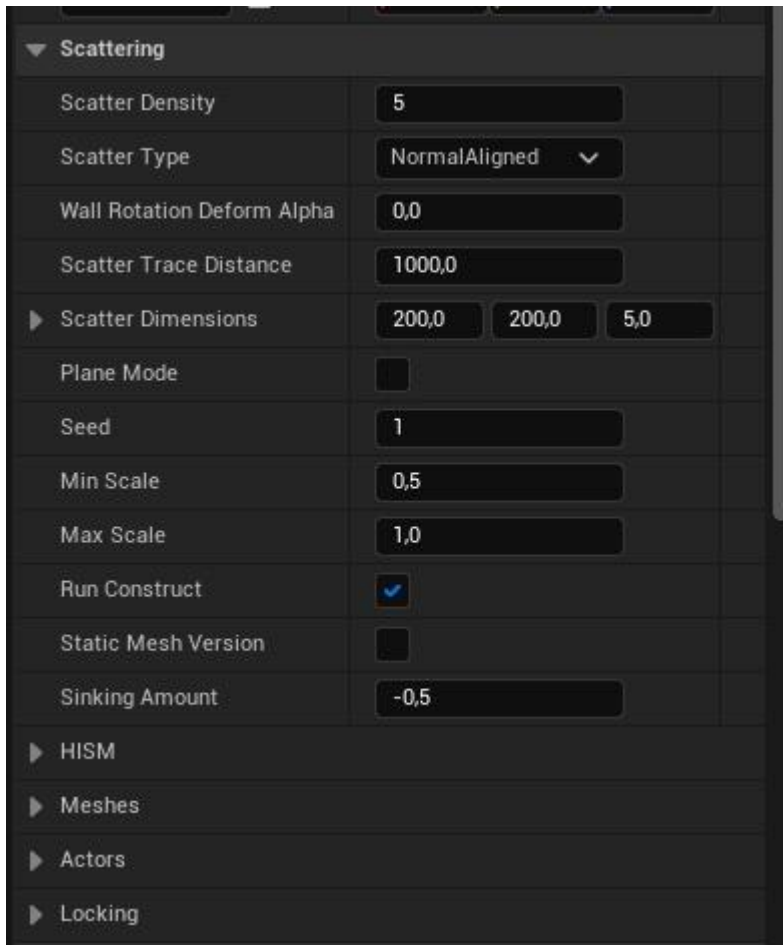 Scattering
Scatter Density 5
Scatter Type NormalAligned
Wall Rotation Deform Alpha 0,0
Scatter Trace Distance 1000,0
Scatter Dimensions 200,0 200,0 5,0
Plane Mode
Seed 1
Min Scale 0,5
Max Scale 1,0
Run Construct
Static Mesh Version
Sinking Amount -0,5
HISM
Meshes
Actors
Locking